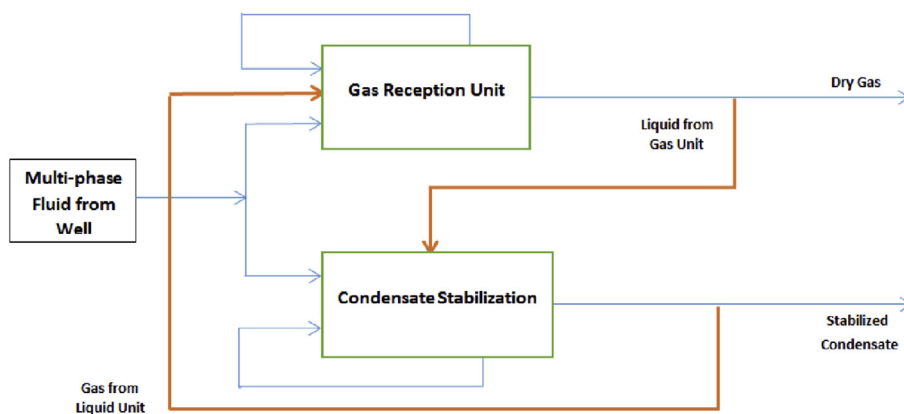 Gas Reception Unit
Dry Gas
Liquid from
Gas Unit
Multi-phase
Fluid from
Well
Condensate Stabilization
Stabilized
Condensate
Gas from
Liquid Unit